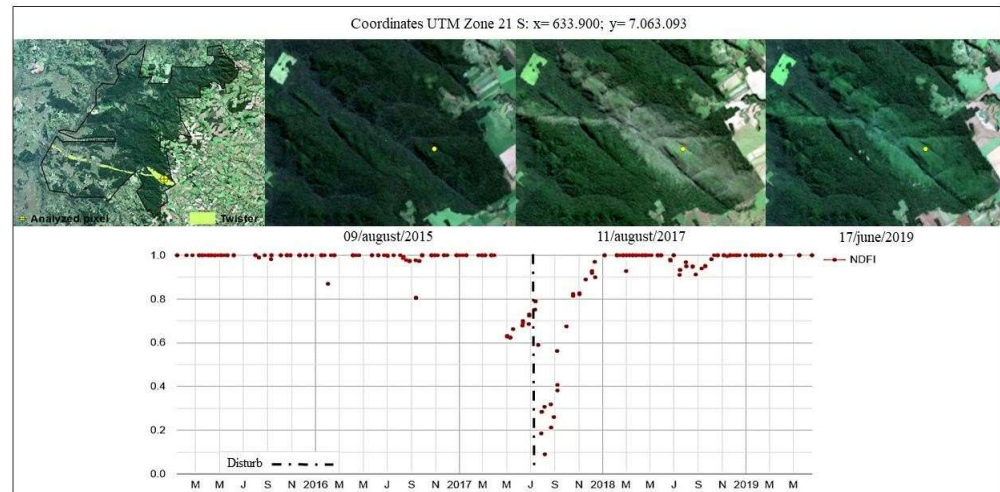 Coordinates UTM Zone 21 S: x= 633.900; y= 7.063.093
Analyzed pixel
Twister
09/august/2015
11/august/2017
17/june/2019
NDFI
1.0
0.8
0.6
0.4
0.2
0.0
Disturb
M M J S N 2016 M M J S N 2017 M M J S N 2018 M M J S N 2019 M M